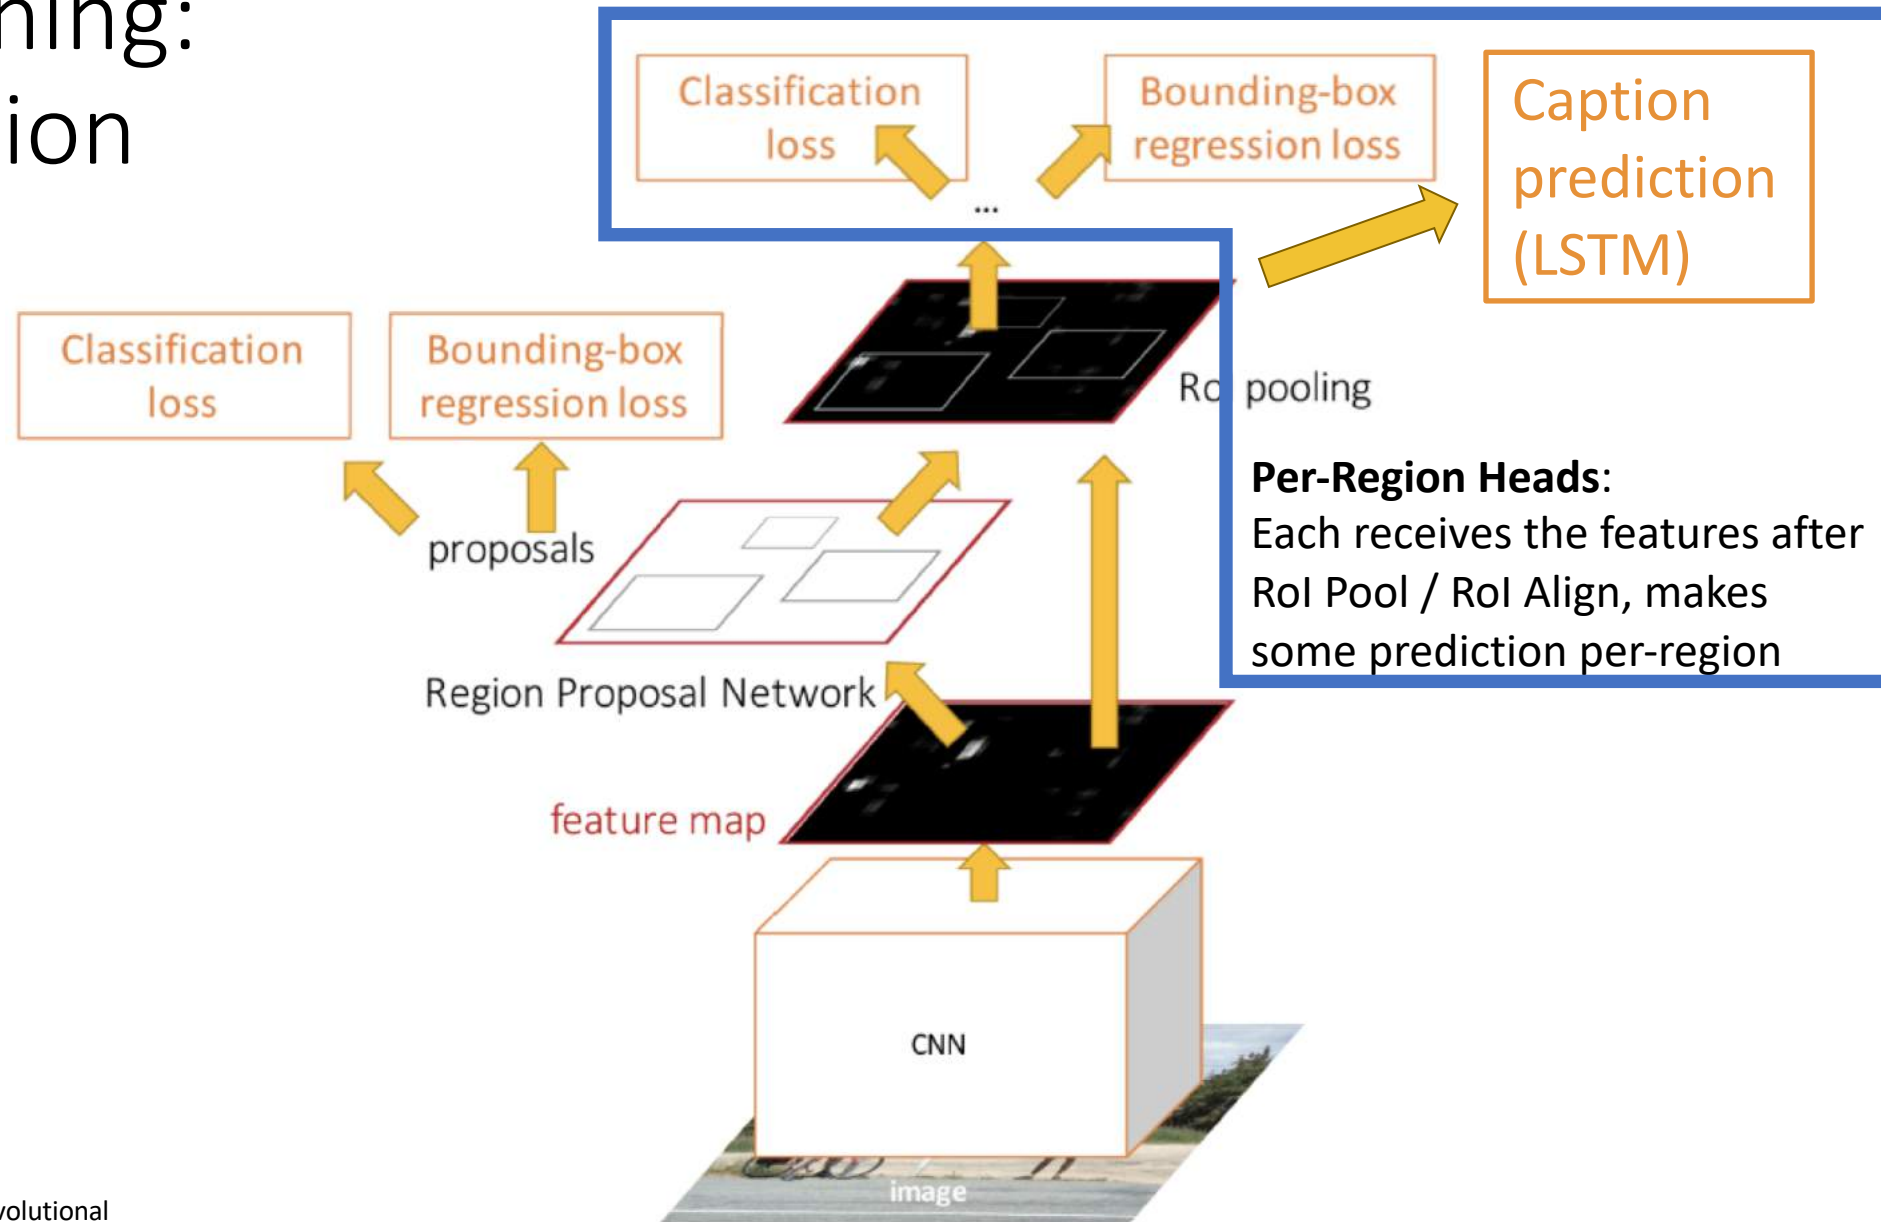 ning:
ion
Classification
loss
Bounding-box
regression loss
Caption
prediction
(LSTM)
...
Classification
loss
Bounding-box
regression loss
RoI pooling
proposals
Per-Region Heads:
Each receives the features after
RoI Pool / RoI Align, makes
some prediction per-region
Region Proposal Network
feature map
CNN
image
volutional